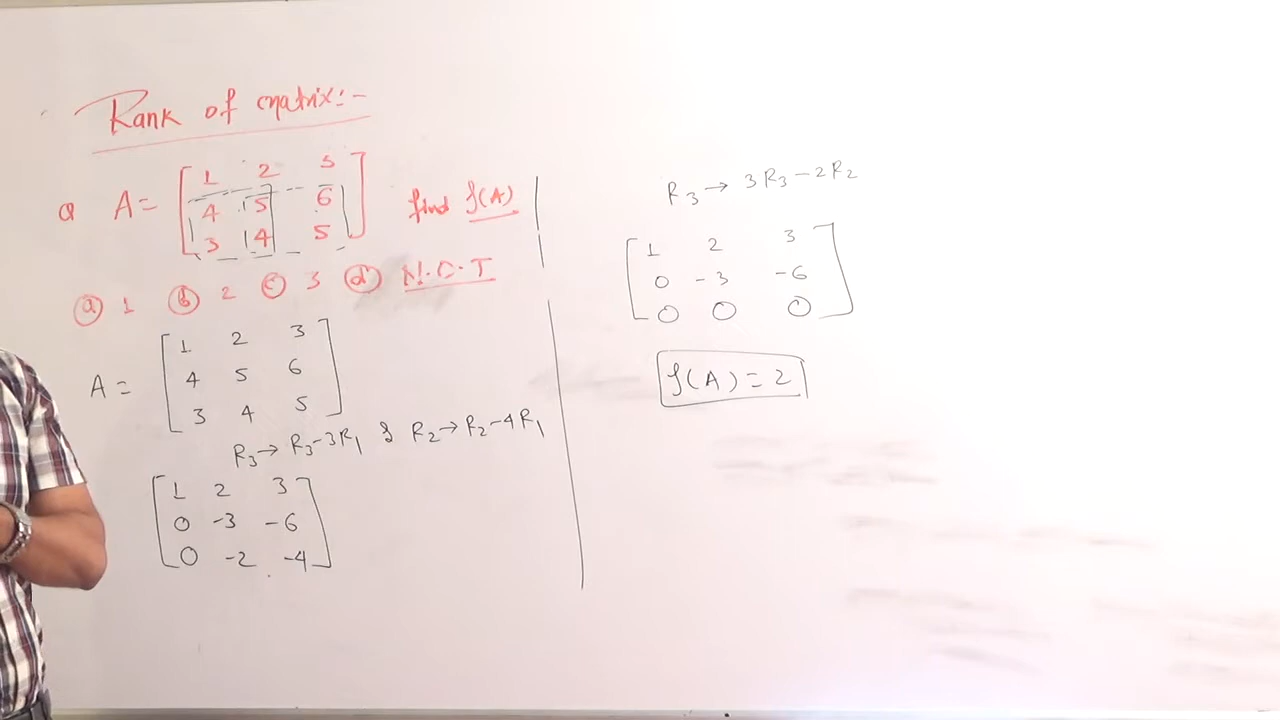 Rank of matrix:-
Q A = [ 1 2 3
4 5 6
3 4 5 ] find ρ(A)
(a) 1 (b) 2 (c) 3 (d) N.O.T
A = [ 1 2 3
4 5 6
3 4 5 ]
R₃ → R₃-3R₁ & R₂ → R₂-4R₁
[ 1 2 3
0 -3 -6
0 -2 -4 ]
R₃ → 3R₃-2R₂
[ 1 2 3
0 -3 -6
0 0 0 ]
ρ(A) = 2